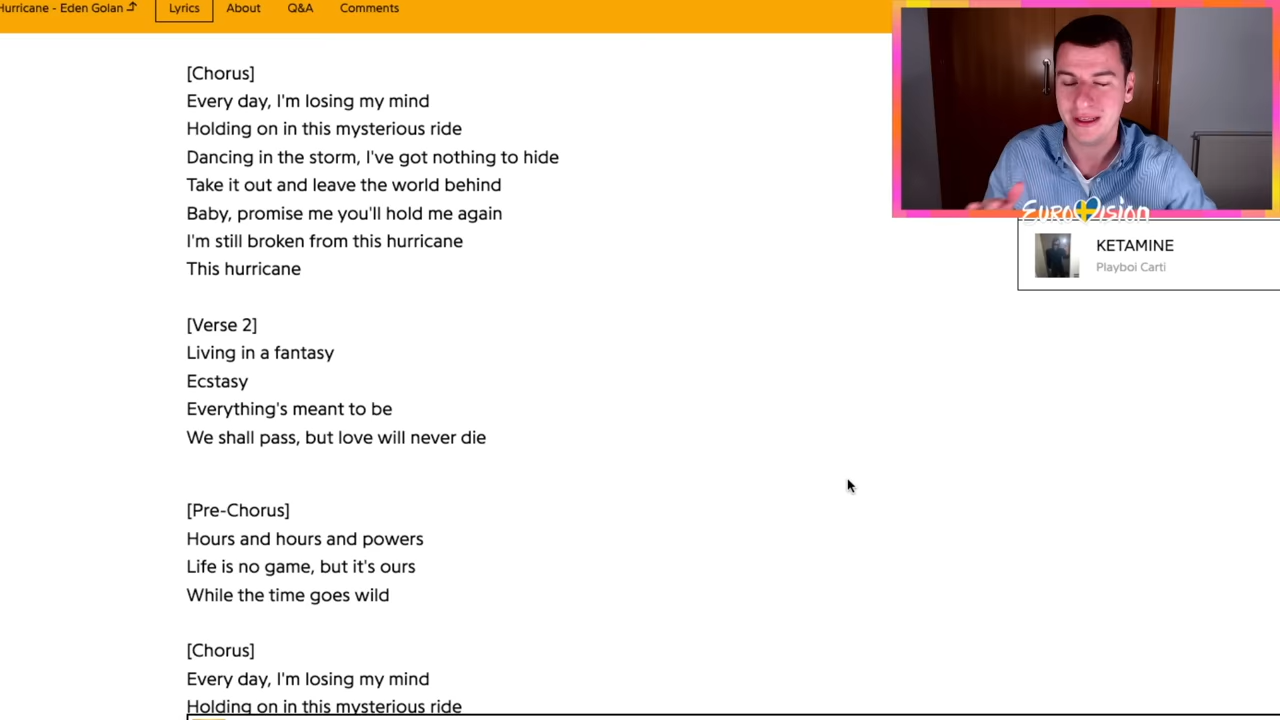 Hurricane - Eden Golan
Lyrics
About
Q&A
Comments
[Chorus]
Every day, I'm losing my mind
Holding on in this mysterious ride
Dancing in the storm, I've got nothing to hide
Take it out and leave the world behind
Baby, promise me you'll hold me again
I'm still broken from this hurricane
This hurricane
[Verse 2]
Living in a fantasy
Ecstasy
Everything's meant to be
We shall pass, but love will never die
[Pre-Chorus]
Hours and hours and powers
Life is no game, but it's ours
While the time goes wild
[Chorus]
Every day, I'm losing my mind
Holding on in this mysterious ride
EUROVISION
KETAMINE
Playboi Carti